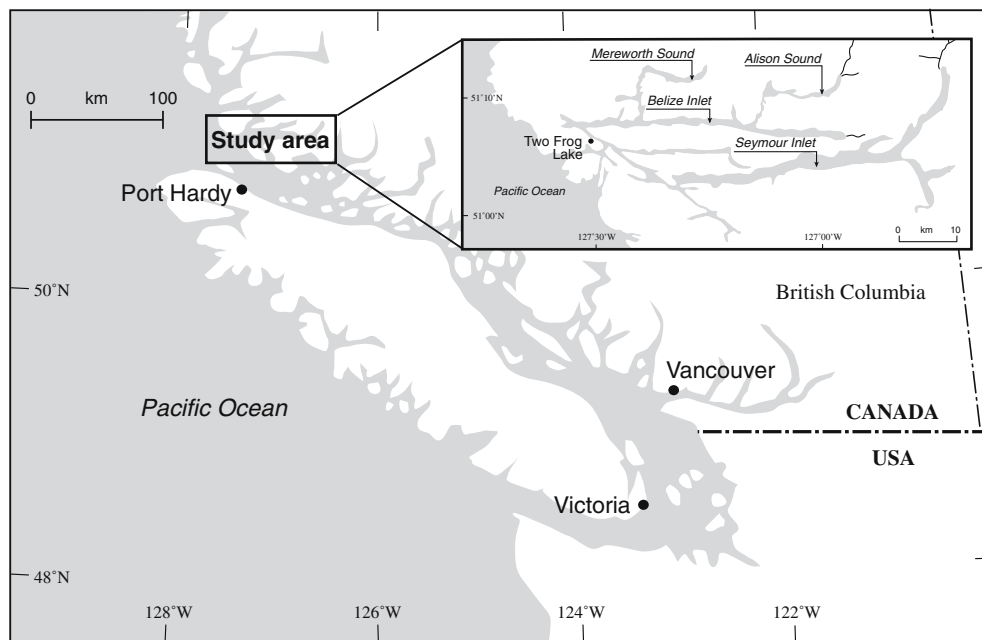 0 km 100
Study area
Port Hardy
50°N
Pacific Ocean
48°N
128°W
126°W
124°W
122°W
Victoria
Vancouver
British Columbia
CANADA
USA
Mereworth Sound
Alison Sound
51°10'
Belize Inlet
Two Frog
Lake
Seymour Inlet
Pacific Ocean
51°00'
127°30'W
127°00'W
0 km 10